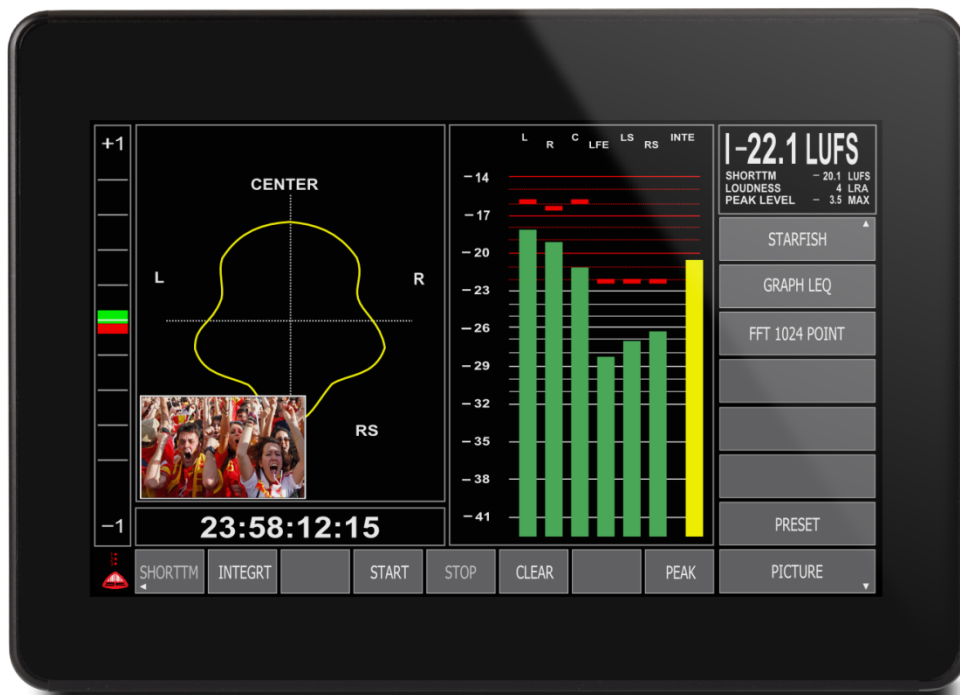 +1
−1
CENTER
L
R
RS
23:58:12:15
L R C LFE LS RS INTE
−14
−17
−20
−23
−26
−29
−32
−35
−38
−41
I −22.1 LUFS
SHORTTM − 20.1 LUFS
LOUDNESS 4 LRA
PEAK LEVEL − 3.5 MAX
STARFISH
GRAPH LEQ
FFT 1024 POINT
PRESET
PICTURE
SHORTTM INTEGRT START STOP CLEAR PEAK